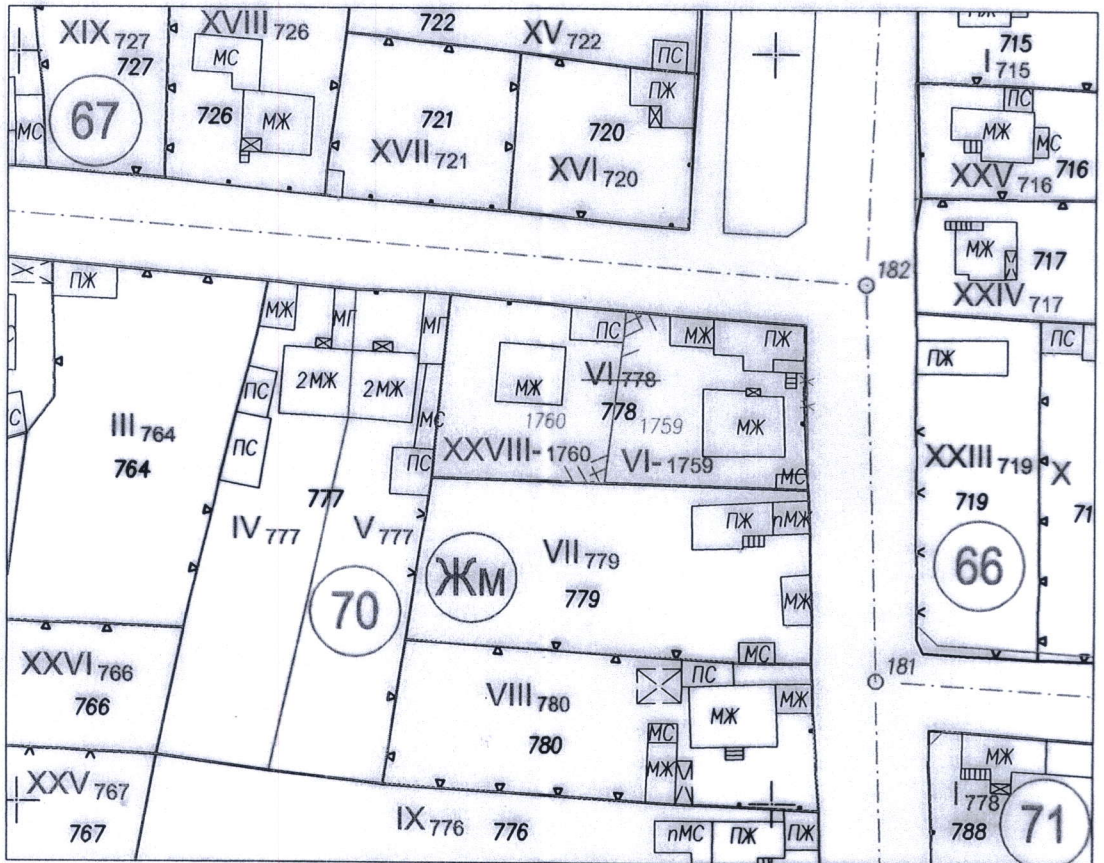 XIX 727
727
67
МС
XVIII 726
МС
726
МЖ
722
XV 722
ПС
721
XVII 721
ПЖ
720
XVI 720
ПЖ
715
I 715
ПС
МЖ
МС
716
XXV 716
МЖ
717
XXIV 717
182
ПЖ
МЖ
МГ
МГ
ПС
МЖ
ПЖ
ПЖ
ПС
2МЖ
2МЖ
ПС
ПС
МС
ПС
МЖ
VI 778
778
1760
1759
МЖ
XXVIII-1760
VI-1759
МС
III 764
764
777
IV 777
V 777
70
Жм
VII 779
779
ПЖ
пМЖ
МЖ
МС
XXIII 719
719
X
71
66
181
XXVI 766
766
VIII 780
780
ПС
МЖ
МЖ
МС
МЖ
XXV 767
767
IX 776
776
пМС
ПЖ
ПЖ
МЖ
I 778
788
71